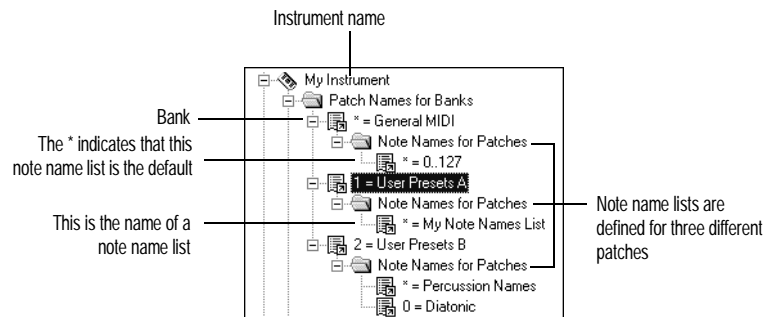 Instrument name
My Instrument
Patch Names for Banks
Bank
* = General MIDI
The * indicates that this
note name list is the default
Note Names for Patches
* = 0..127
1 = User Presets A
Note Names for Patches
This is the name of a
note name list
* = My Note Names List
Note name lists are
defined for three different
patches
2 = User Presets B
Note Names for Patches
* = Percussion Names
0 = Diatonic